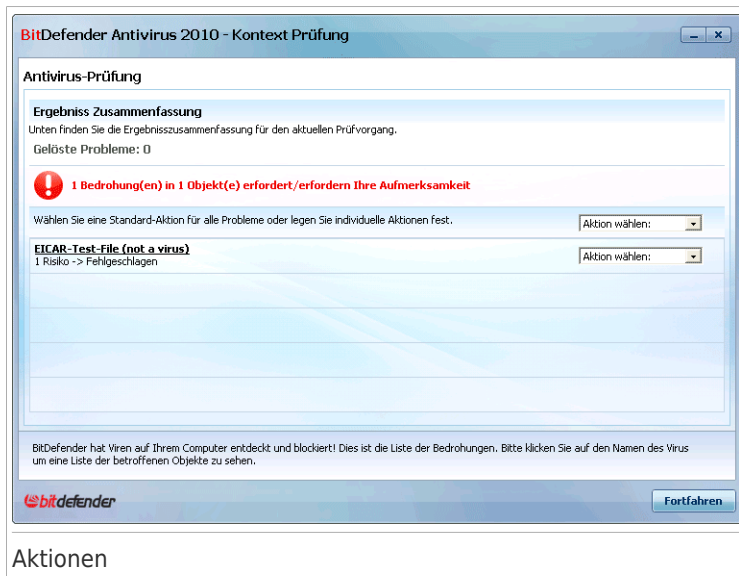 BitDefender Antivirus 2010 - Kontext Prüfung
Antivirus-Prüfung
Ergebniss Zusammenfassung
Unten finden Sie die Ergebnisszusammenfassung für den aktuellen Prüfvorgang.
Gelöste Probleme: 0
1 Bedrohung(en) in 1 Objekt(e) erfordert/erfordern Ihre Aufmerksamkeit
Wählen Sie eine Standard-Aktion für alle Probleme oder legen Sie individuelle Aktionen fest. Aktion wählen:
EICAR-Test-File (not a virus) Aktion wählen:
1 Risiko -> Fehlgeschlagen
BitDefender hat Viren auf Ihrem Computer entdeckt und blockiert! Dies ist die Liste der Bedrohungen. Bitte klicken Sie auf den Namen des Virus
um eine Liste der betroffenen Objekte zu sehen.
bitdefender Fortfahren
Aktionen